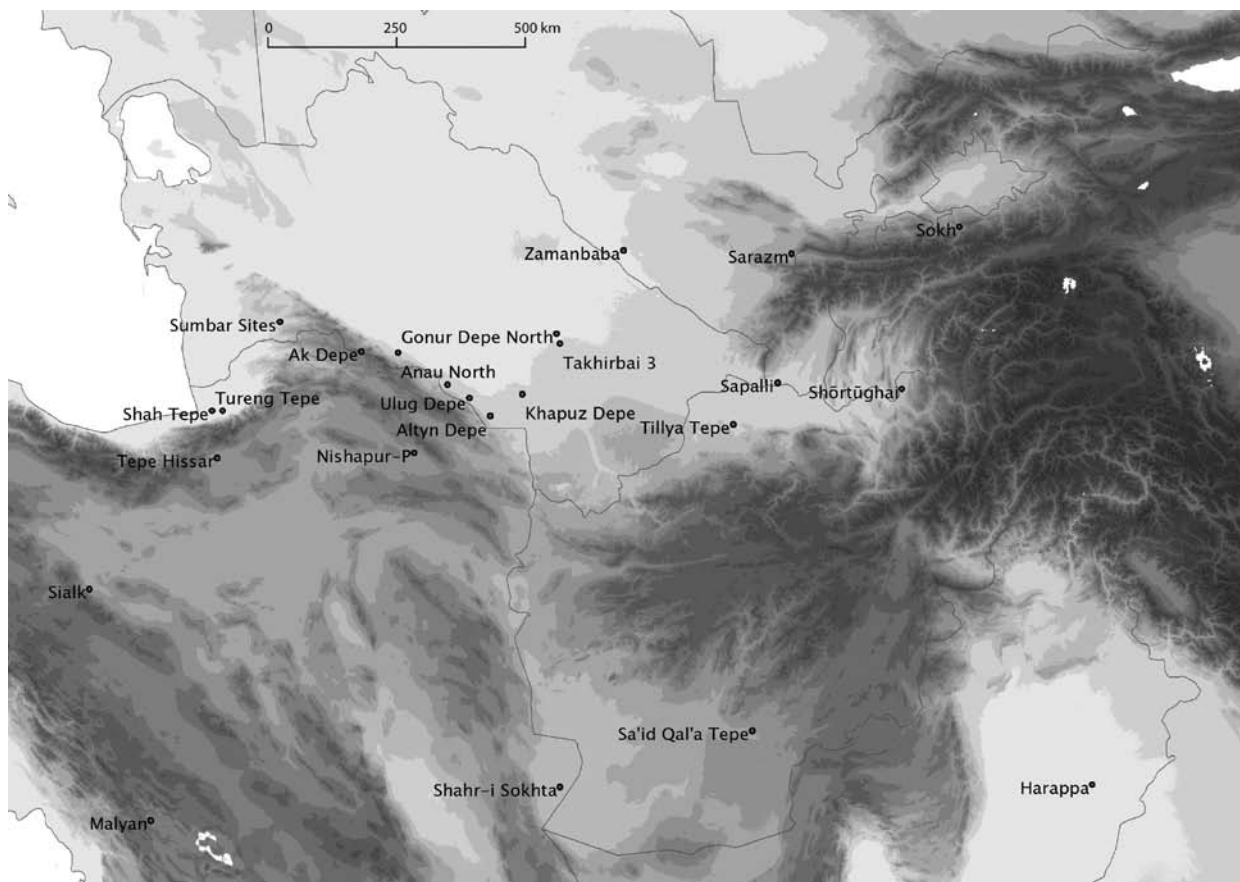 0 250 500 km
Sokh
Zamanbaba
Sarazm
Sumbar Sites
Gonur Depe North
Ak Depe
Takhirbai 3
Anau North
Sapalli
Shōrtūghai
Tureng Tepe
Ulug Depe
Shah Tepe
Khapuz Depe
Altyn Depe
Tillya Tepe
Tepe Hissar
Nishapur-P
Sialk
Sa'id Qal'a Tepe
Shahr-i Sokhta
Harappa
Malyan